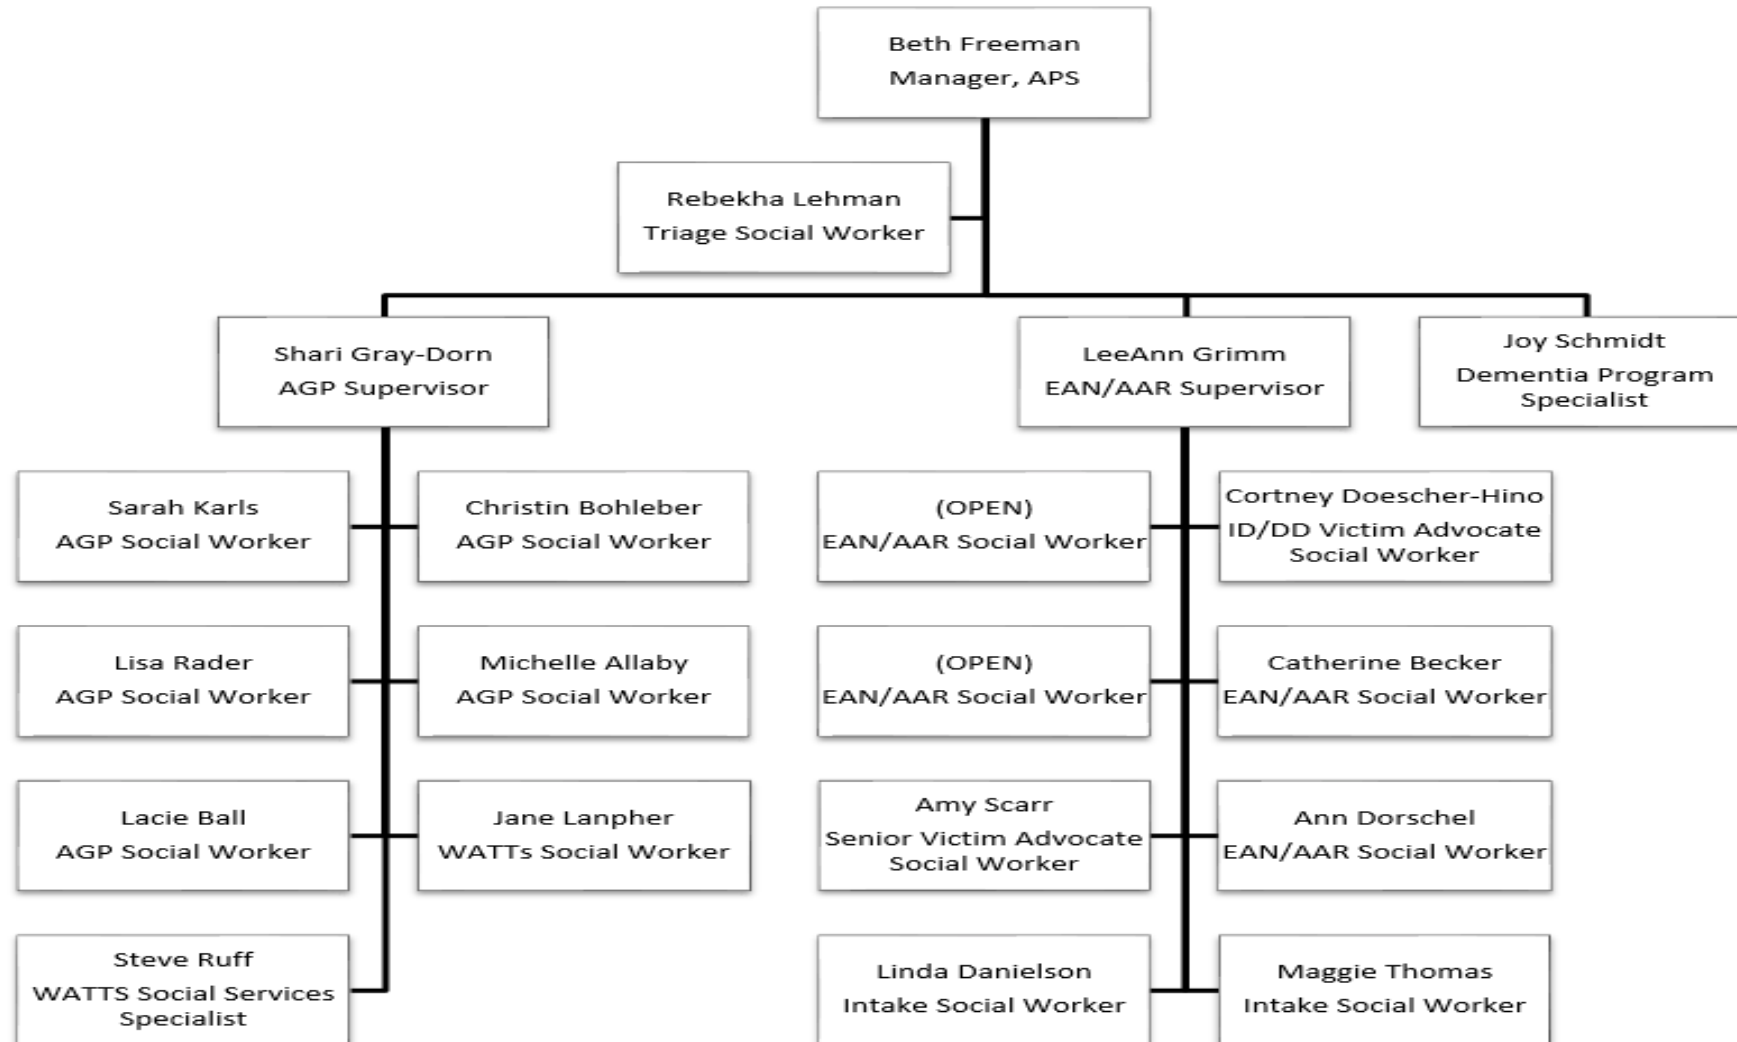 Beth Freeman
Manager, APS
Rebekha Lehman
Triage Social Worker
Shari Gray-Dorn
AGP Supervisor
LeeAnn Grimm
EAN/AAR Supervisor
Joy Schmidt
Dementia Program
Specialist
Sarah Karls
AGP Social Worker
Christin Bohleber
AGP Social Worker
(OPEN)
EAN/AAR Social Worker
Cortney Doescher-Hino
ID/DD Victim Advocate
Social Worker
Lisa Rader
AGP Social Worker
Michelle Allaby
AGP Social Worker
(OPEN)
EAN/AAR Social Worker
Catherine Becker
EAN/AAR Social Worker
Lacie Ball
AGP Social Worker
Jane Lanpher
WATTs Social Worker
Amy Scarr
Senior Victim Advocate
Social Worker
Ann Dorschel
EAN/AAR Social Worker
Steve Ruff
WATTS Social Services
Specialist
Linda Danielson
Intake Social Worker
Maggie Thomas
Intake Social Worker